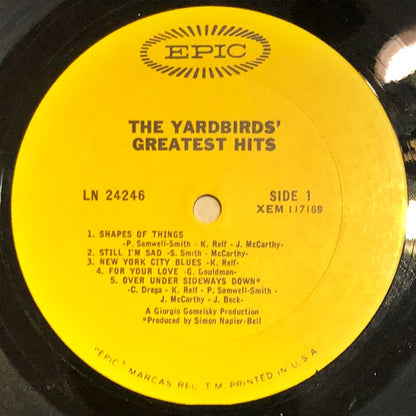 EPIC
THE YARDBIRDS'
GREATEST HITS
LN 24246
SIDE 1
XEM 117169
1. SHAPES OF THINGS
-P. Samwell-Smith - K. Relf - J. McCarthy-
2. STILL I'M SAD -S. Smith - McCarthy-
3. NEW YORK CITY BLUES -K. Relf-
4. FOR YOUR LOVE -G. Gouldman-
5. OVER UNDER SIDEWAYS DOWN*
-C. Drega - K. Relf - P. Samwell-Smith -
J. McCarthy - J. Beck-
A Giorgio Gomelsky Production
*Produced by Simon Napier-Bell
"EPIC," MARCAS REG. T.M. PRINTED IN U.S.A.